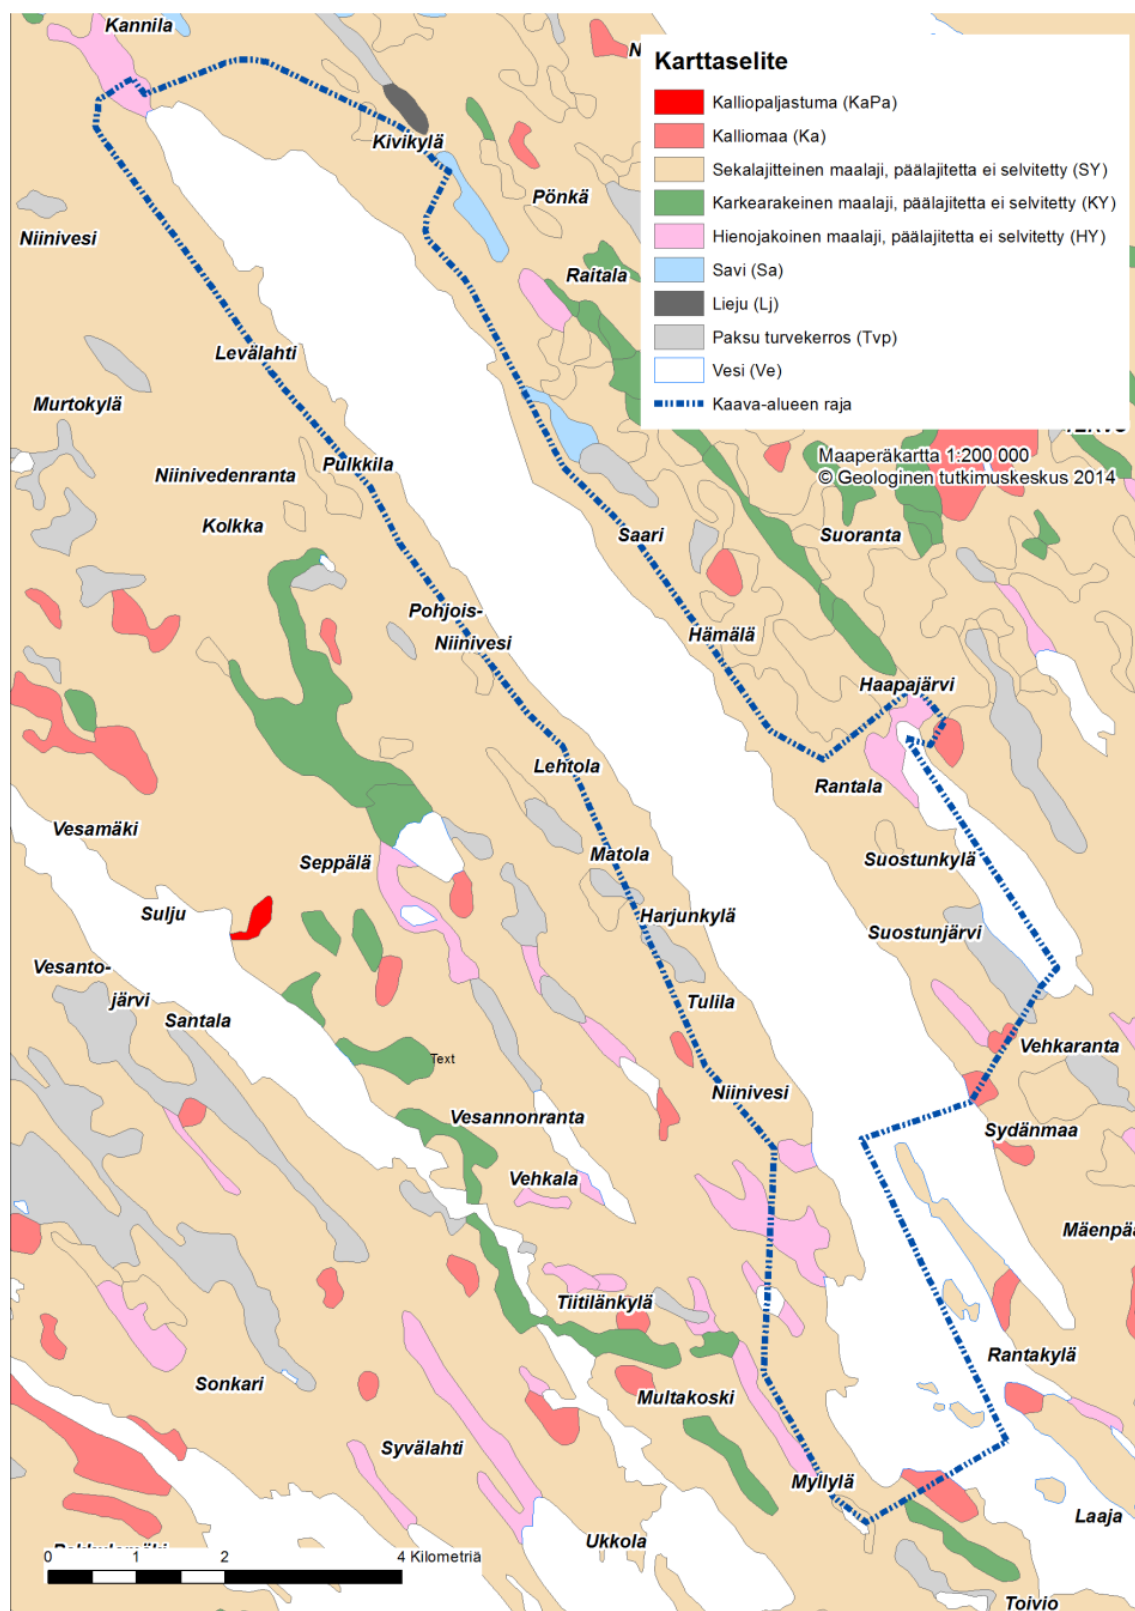 Kannila
Karttaselite
Kalliopaljastuma (KaPa)
Kalliomaa (Ka)
Sekalajitteinen maalaji, päälajitetta ei selvitetty (SY)
Karkearakeinen maalaji, päälajitetta ei selvitetty (KY)
Hienojakoinen maalaji, päälajitetta ei selvitetty (HY)
Savi (Sa)
Lieju (Lj)
Paksu turvekerros (Tvp)
Vesi (Ve)
Kaava-alueen raja
Maaperäkartta 1:200 000
© Geologinen tutkimuskeskus 2014
Kivikylä
Pönkä
Niinivesi
Raitala
Levälahti
Murtokylä
Pulkkila
Niinivedenranta
Kolkka
Saari
Suoranta
Pohjois-
Niinivesi
Hämälä
Haapajärvi
Lehtola
Rantala
Vesamäki
Seppälä
Matola
Suostunkylä
Sulju
Harjunkylä
Suostunjärvi
Vesanto-
järvi
Santala
Tulila
Text
Vehkaranta
Niinivesi
Vesannonranta
Sydänmaa
Vehkala
Mäenpää
Tiitilänkylä
Rantakylä
Sonkari
Multakoski
Syvälahti
Myllylä
Laaja
Ukkola
0 1 2 4 Kilometriä
Toivio